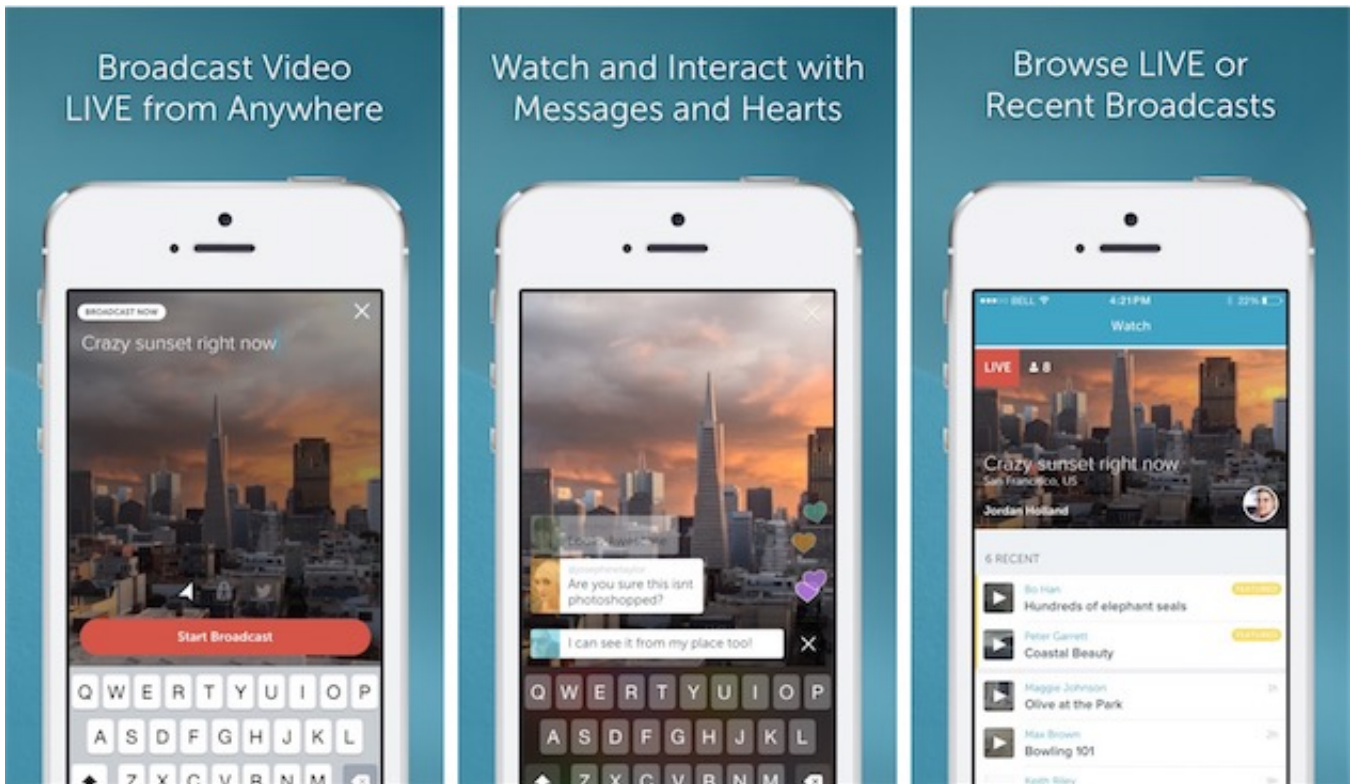 Broadcast Video
LIVE from Anywhere
BROADCAST NOW
Crazy sunset right now
Start Broadcast
Q W E R T Y U I O P
A S D F G H J K L
Z X C V B N M
Watch and Interact with
Messages and Hearts
Are you sure this isnt
photoshopped?
I can see it from my place too!
Q W E R T Y U I O P
A S D F G H J K L
Z X C V B N M
Browse LIVE or
Recent Broadcasts
BELL 4:21PM 22%
Watch
LIVE 8
Crazy sunset right now
San Francisco, US
Jordan Holland
6 RECENT
Bo Han FEATURED
Hundreds of elephant seals
Peter Garrett FEATURED
Coastal Beauty
Maggie Johnson
Olive at the Park
Max Brown 2h
Bowling 101
Keith Riley